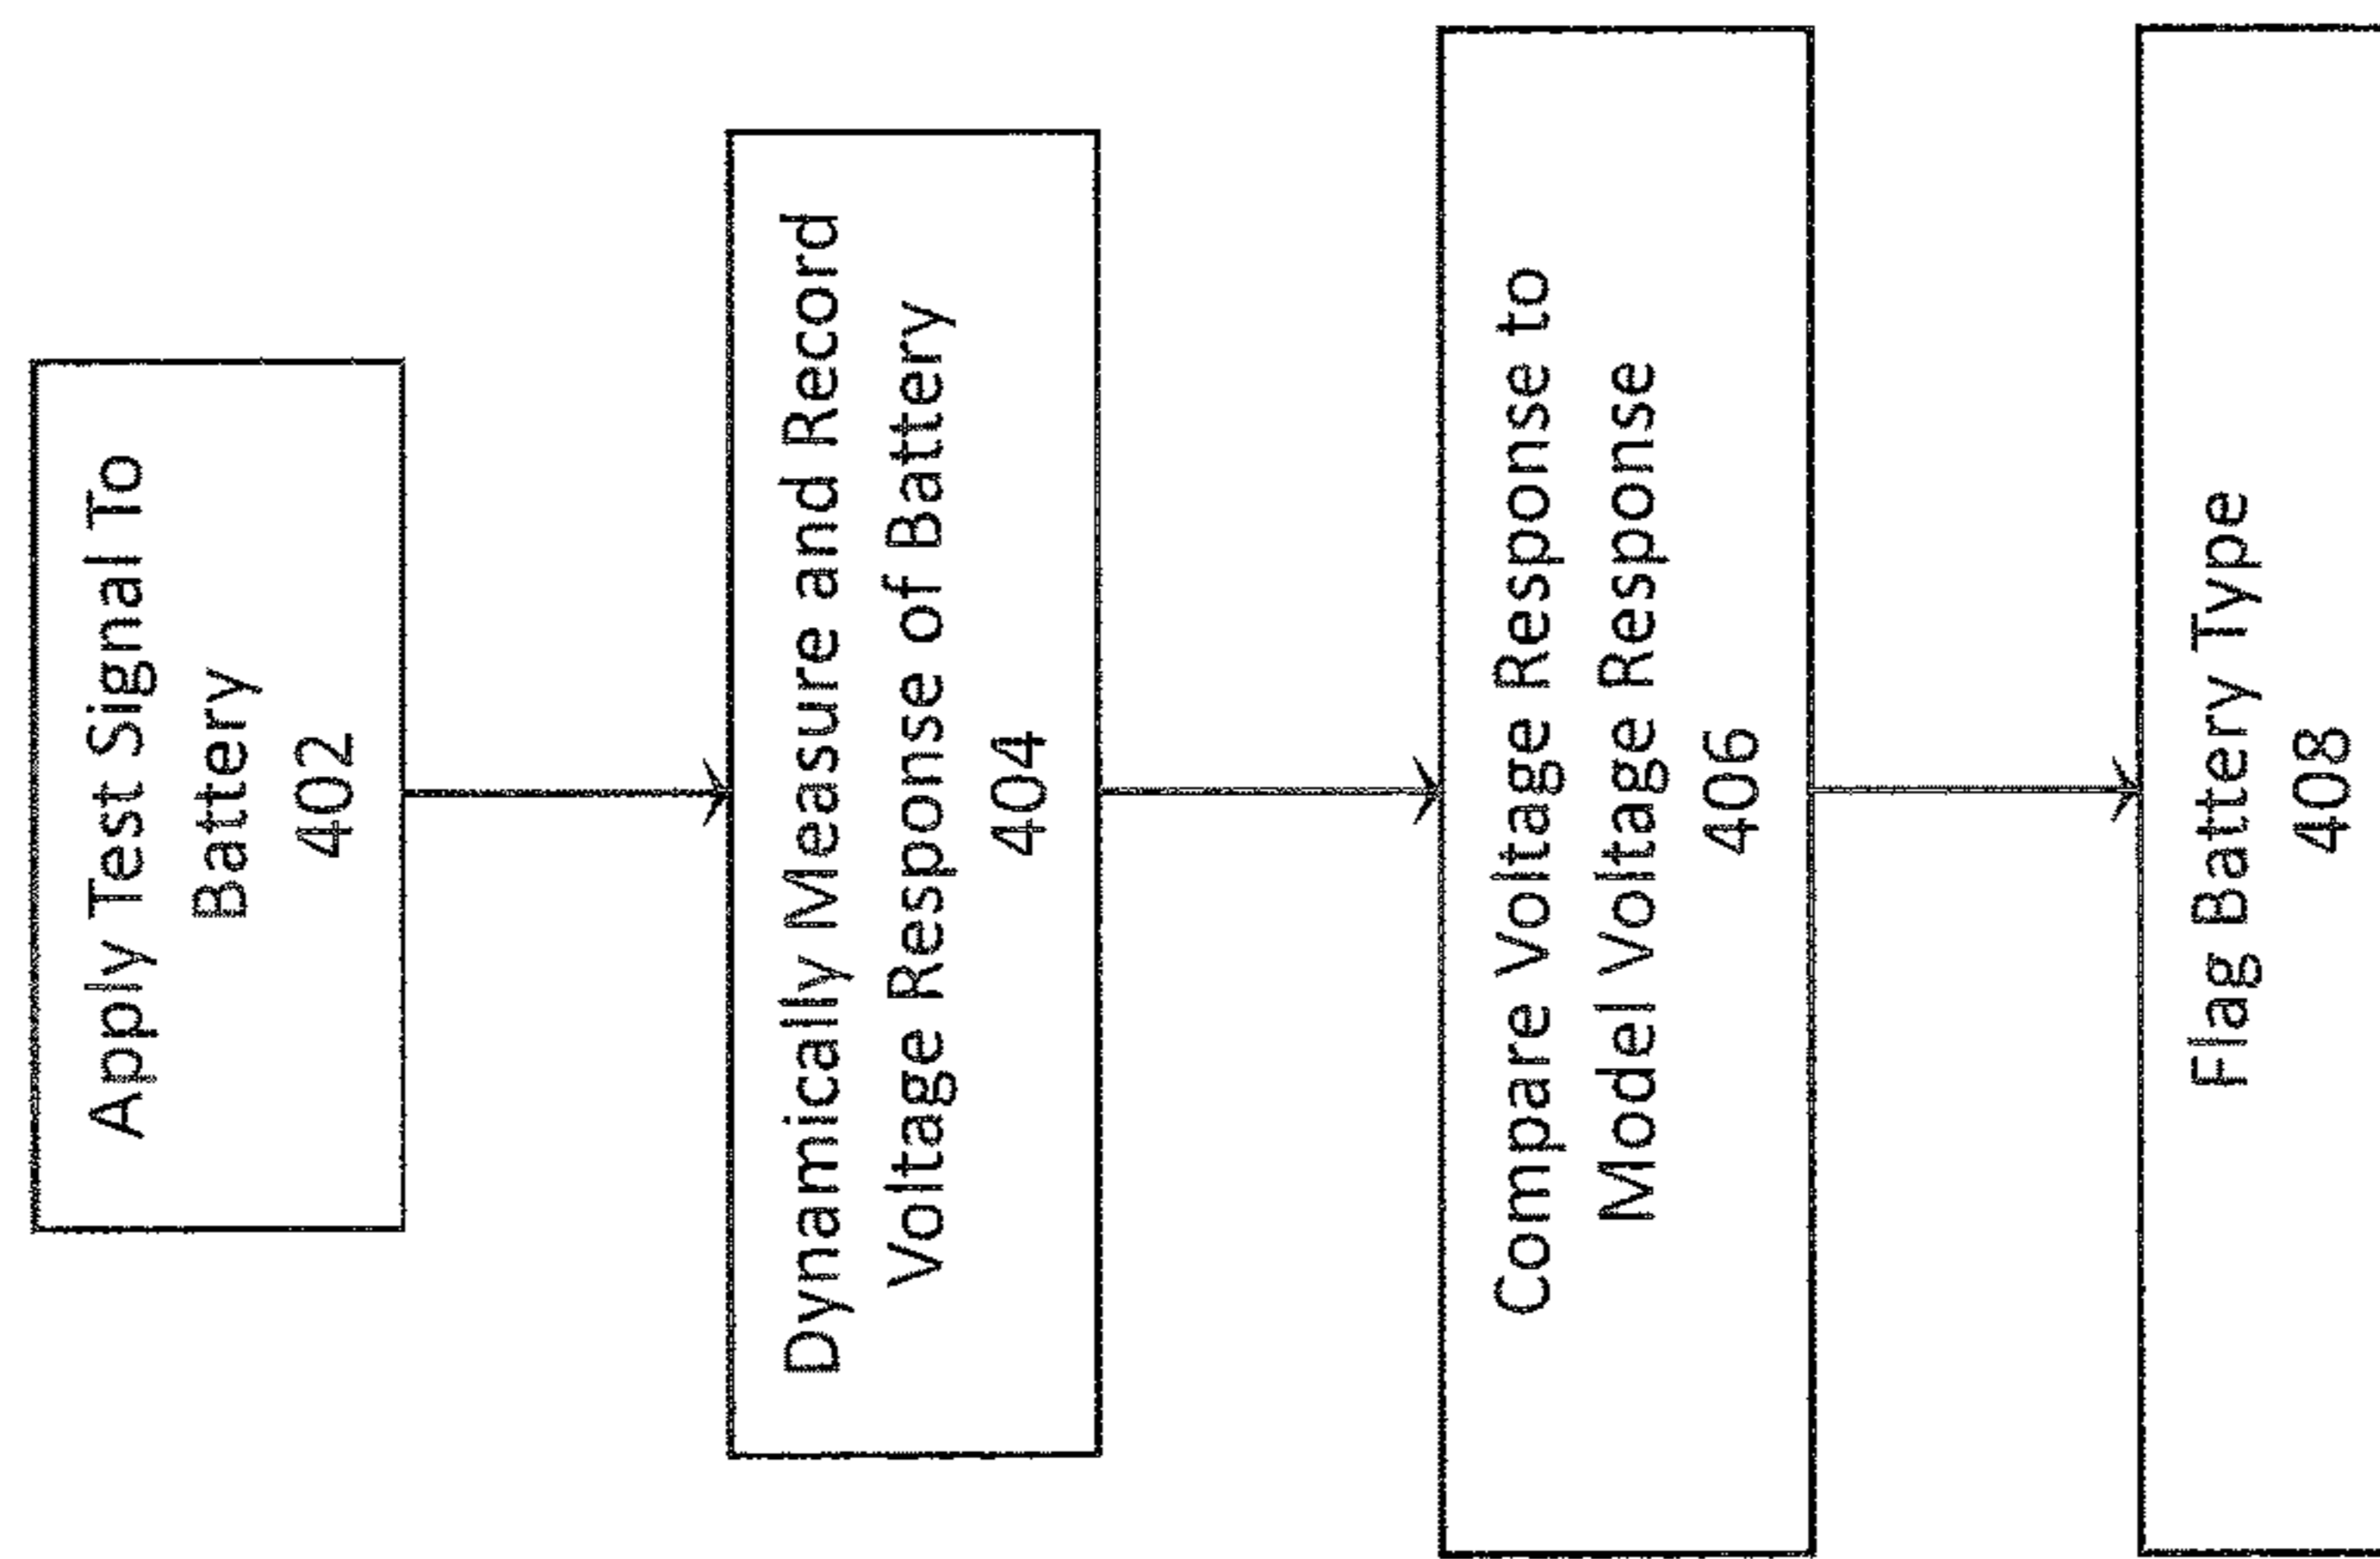 Apply Test Signal To
Battery
402
Dynamically Measure and Record
Voltage Response of Battery
404
Compare Voltage Response to
Model Voltage Response
406
Flag Battery Type
408